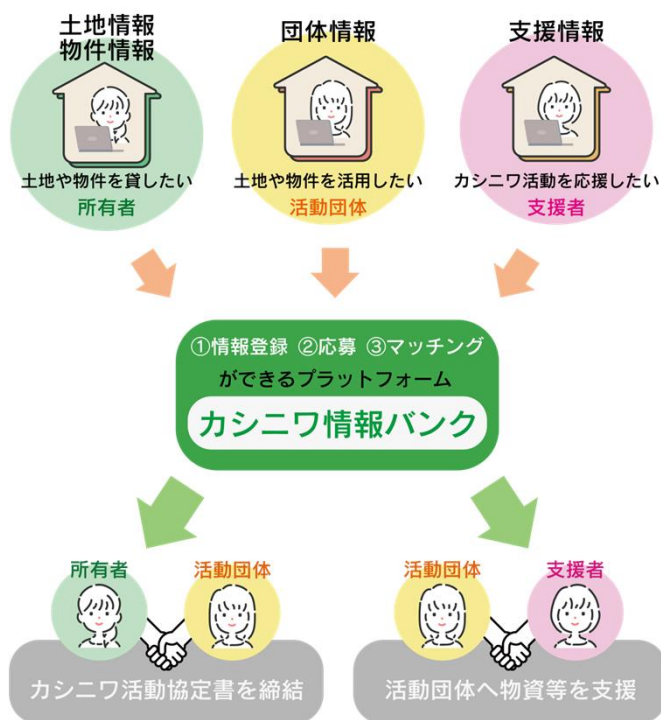 土地情報
物件情報
団体情報
支援情報
土地や物件を貸したい
所有者
土地や物件を活用したい
活動団体
カシニワ活動を応援したい
支援者
①情報登録 ②応募 ③マッチング
ができるプラットフォーム
カシニワ情報バンク
所有者
活動団体
カシニワ活動協定書を締結
活動団体
支援者
活動団体へ物資等を支援